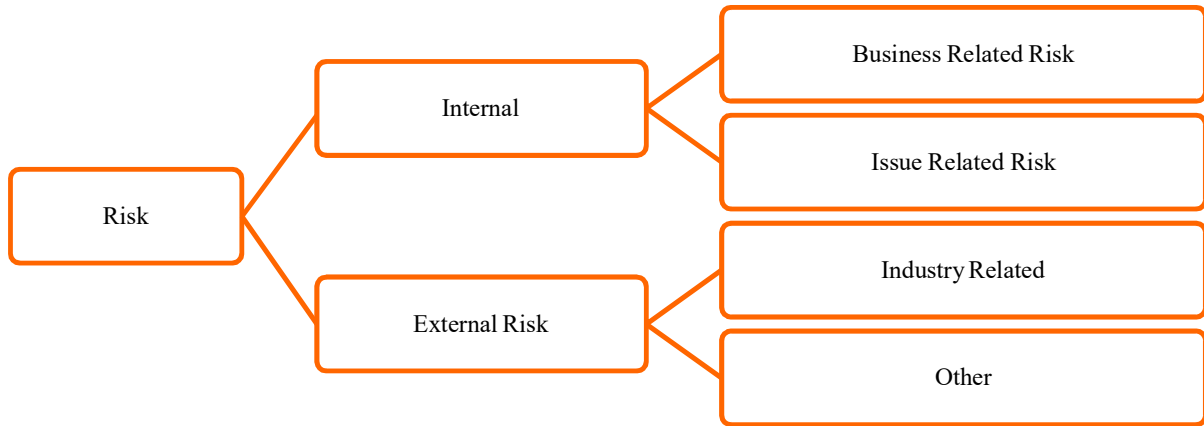 Risk
Internal
External Risk
Business Related Risk
Issue Related Risk
Industry Related
Other